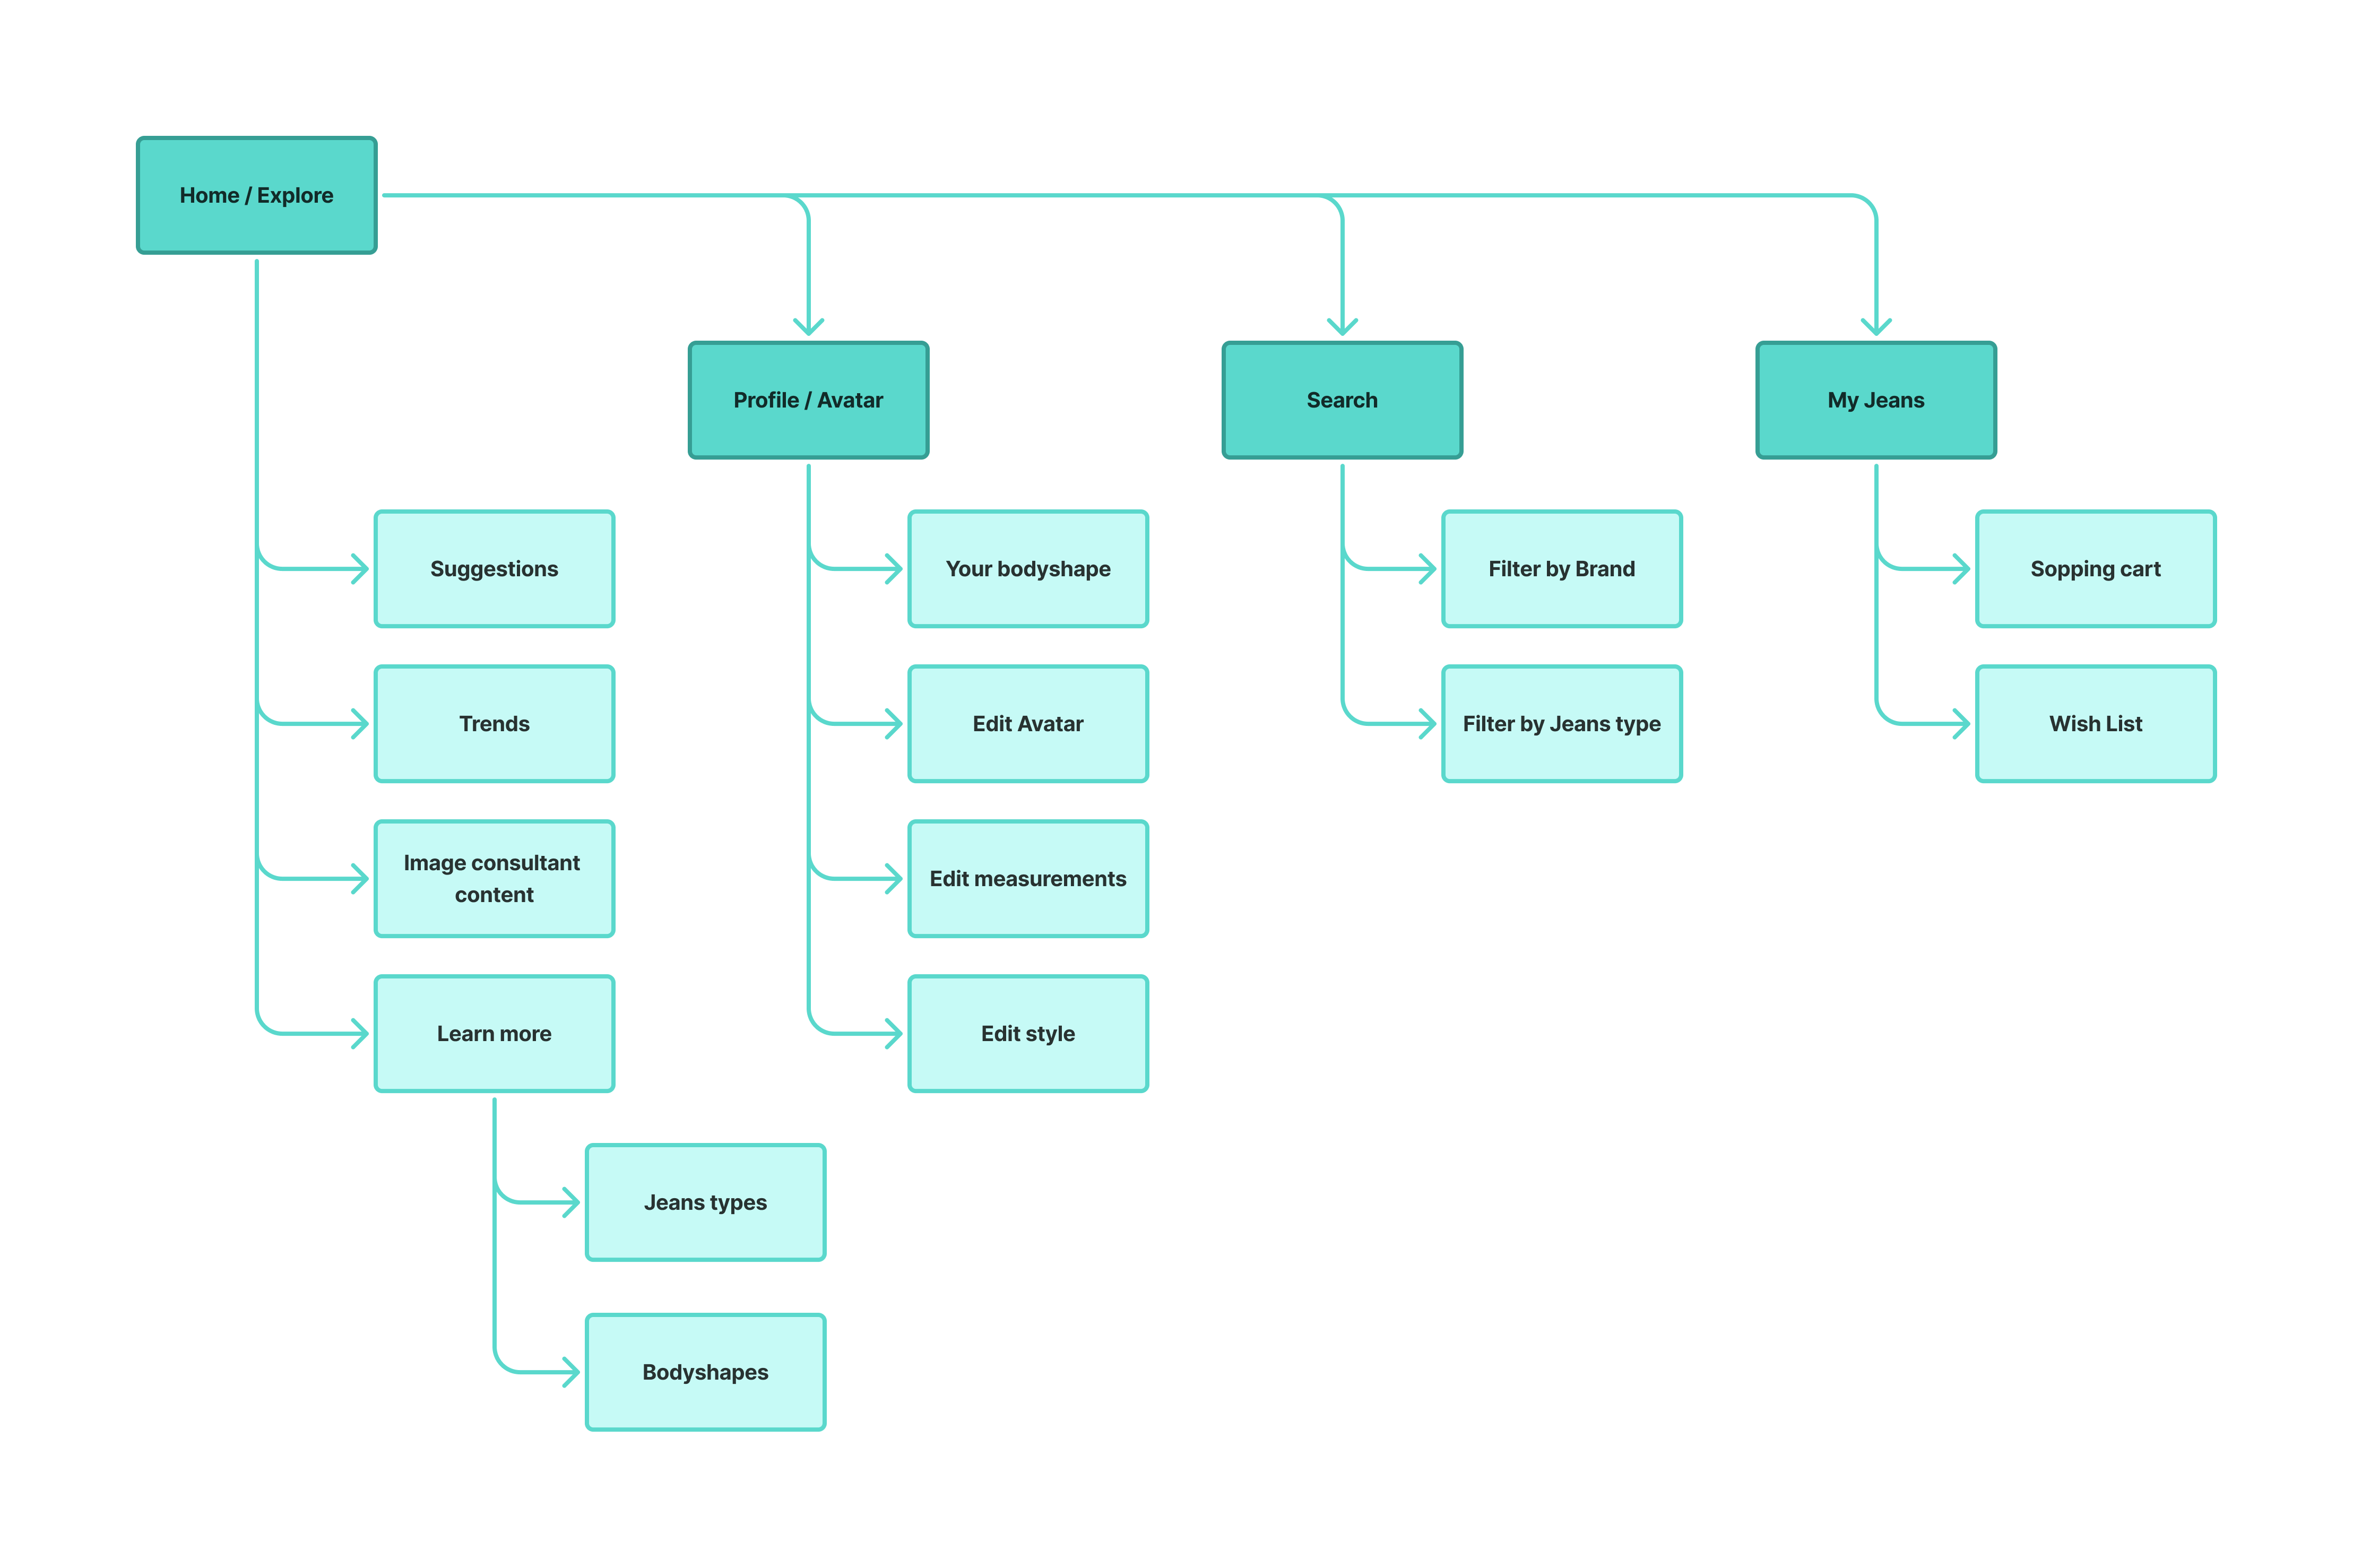 Home / Explore
Profile / Avatar
Search
My Jeans
Suggestions
Your bodyshape
Filter by Brand
Sopping cart
Trends
Edit Avatar
Filter by Jeans type
Wish List
Image consultant
content
Edit measurements
Learn more
Edit style
Jeans types
Bodyshapes